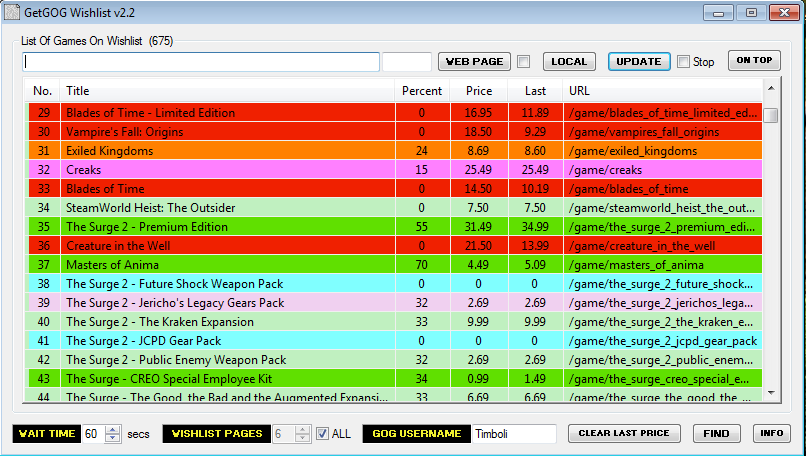 GetGOG Wishlist v2.2
List Of Games On Wishlist (675)
WEB PAGE LOCAL UPDATE Stop ON TOP
No. Title Percent Price Last URL
29 Blades of Time - Limited Edition 0 16.95 11.89 /game/blades_of_time_limited_ed...
30 Vampire's Fall: Origins 0 18.50 9.29 /game/vampires_fall_origins
31 Exiled Kingdoms 24 8.69 8.60 /game/exiled_kingdoms
32 Creaks 15 25.49 25.49 /game/creaks
33 Blades of Time 0 14.50 10.19 /game/blades_of_time
34 SteamWorld Heist: The Outsider 0 7.50 7.50 /game/steamworld_heist_the_out...
35 The Surge 2 - Premium Edition 55 31.49 34.99 /game/the_surge_2_premium_edi...
36 Creature in the Well 0 21.50 13.99 /game/creature_in_the_well
37 Masters of Anima 70 4.49 5.09 /game/masters_of_anima
38 The Surge 2 - Future Shock Weapon Pack 0 0 0 /game/the_surge_2_future_shock...
39 The Surge 2 - Jericho's Legacy Gears Pack 32 2.69 2.69 /game/the_surge_2_jerichos_lega...
40 The Surge 2 - The Kraken Expansion 33 9.99 9.99 /game/the_surge_2_the_kraken_e...
41 The Surge 2 - JCPD Gear Pack 0 0 0 /game/the_surge_2_jcpd_gear_pack
42 The Surge 2 - Public Enemy Weapon Pack 32 2.69 2.69 /game/the_surge_2_public_enem...
43 The Surge - CREO Special Employee Kit 34 0.99 1.49 /game/the_surge_creo_special_e...
44 The Surge - The Good, the Bad and the Augmented Expansi... 33 6.69 6.69 /game/the_surge_the_good_the_...
WAIT TIME 60 secs WISHLIST PAGES 6 ALL GOG USERNAME Timboli CLEAR LAST PRICE FIND INFO